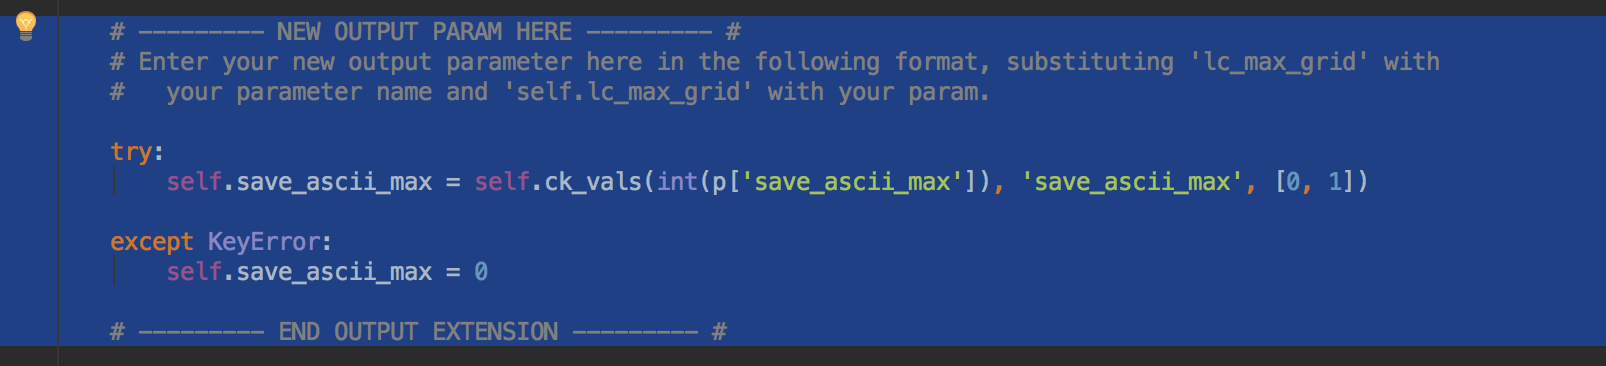 # --------- NEW OUTPUT PARAM HERE --------- #
# Enter your new output parameter here in the following format, substituting 'lc_max_grid' with
#   your parameter name and 'self.lc_max_grid' with your param.
try:
    self.save_ascii_max = self.ck_vals(int(p['save_ascii_max']), 'save_ascii_max', [0, 1])
except KeyError:
    self.save_ascii_max = 0
# --------- END OUTPUT EXTENSION --------- #